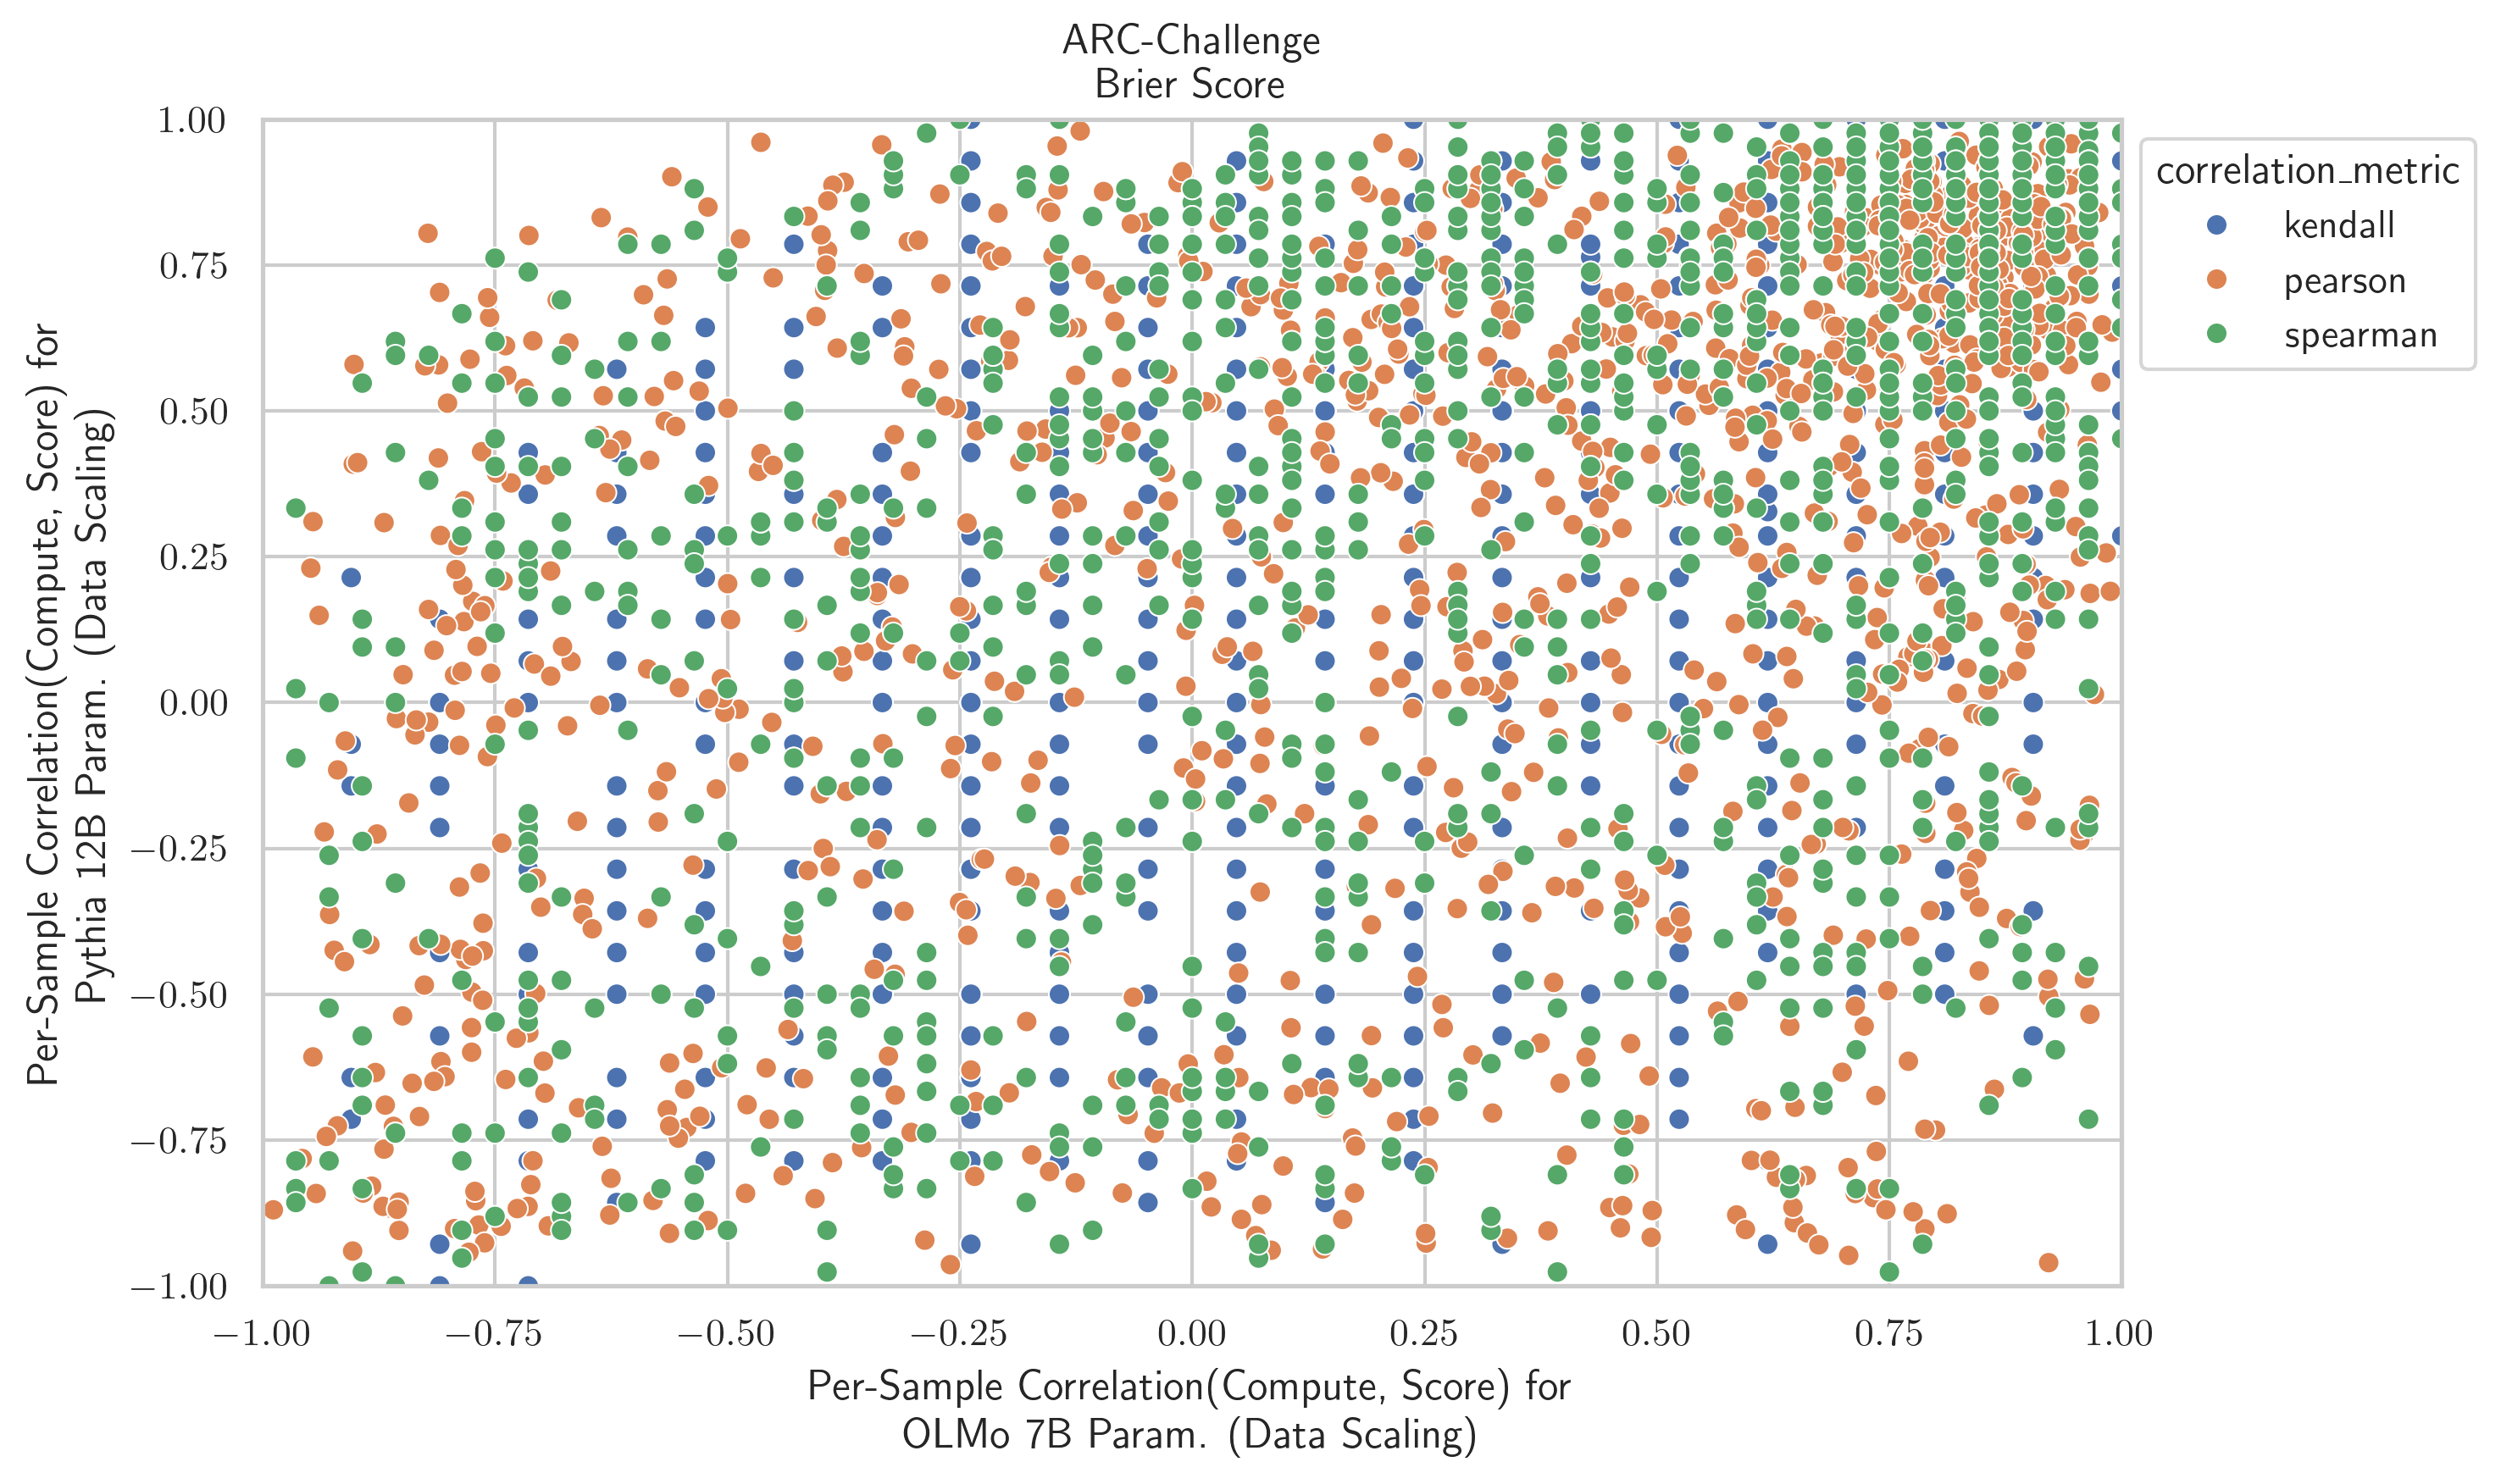 ARC-Challenge
Brier Score
1.00
0.75
0.50
0.25
0.00
−0.25
−0.50
−0.75
−1.00
Per-Sample Correlation(Compute, Score) for
Pythia 12B Param. (Data Scaling)
−1.00 −0.75 −0.50 −0.25 0.00 0.25 0.50 0.75 1.00
Per-Sample Correlation(Compute, Score) for
OLMo 7B Param. (Data Scaling)
correlation_metric
kendall
pearson
spearman